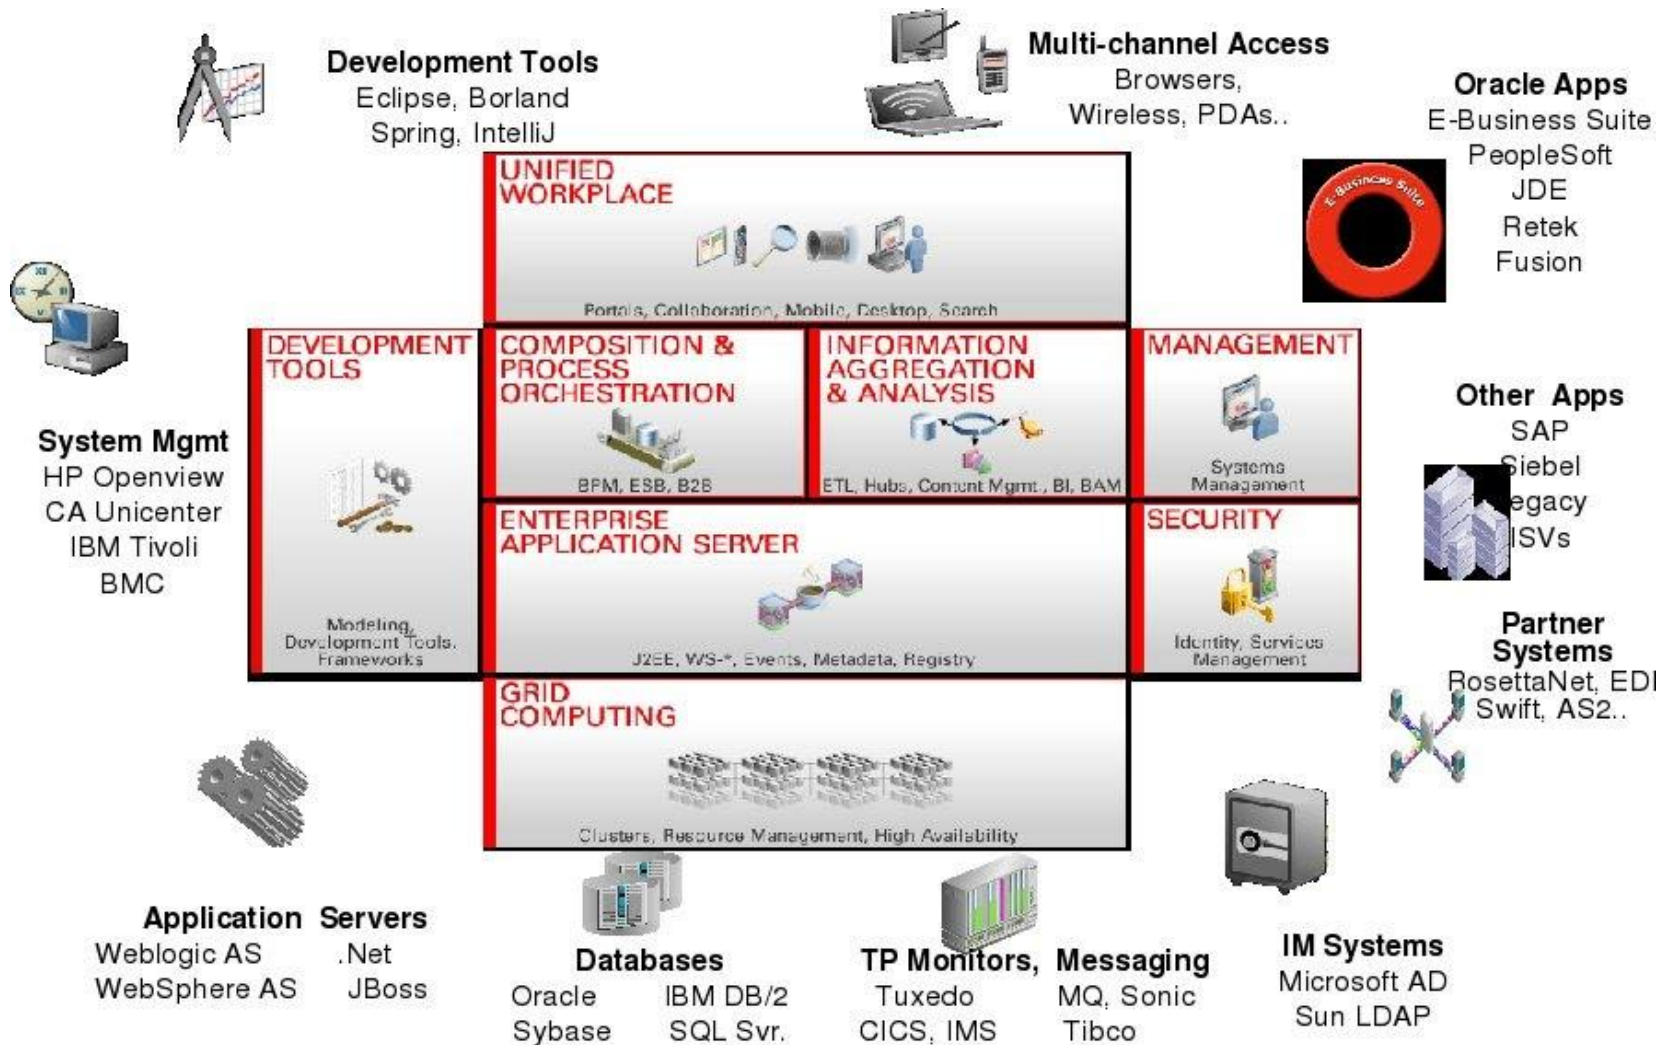 Development Tools
Eclipse, Borland
Spring, IntelliJ
Multi-channel Access
Browsers,
Wireless, PDAs..
Oracle Apps
E-Business Suite
PeopleSoft
JDE
Retek
Fusion
E-Business Suite
UNIFIED
WORKPLACE
Portals, Collaboration, Mobile, Desktop, Search
DEVELOPMENT
TOOLS
Modeling,
Development Tools,
Frameworks
COMPOSITION &
PROCESS
ORCHESTRATION
BPM, ESB, B2B
INFORMATION
AGGREGATION
& ANALYSIS
ETL, Hubs, Content Mgmt., BI, BAM
MANAGEMENT
Systems
Management
ENTERPRISE
APPLICATION SERVER
J2EE, WS-*, Events, Metadata, Registry
SECURITY
Identity, Services
Management
GRID
COMPUTING
Clusters, Resource Management, High Availability
System Mgmt
HP Openview
CA Unicenter
IBM Tivoli
BMC
Other Apps
SAP
Siebel
egacy
ISVs
Partner
Systems
RosettaNet, EDI
Swift, AS2..
Application Servers
Weblogic AS .Net
WebSphere AS JBoss
Databases
Oracle IBM DB/2
Sybase SQL Svr.
TP Monitors, Messaging
Tuxedo MQ, Sonic
CICS, IMS Tibco
IM Systems
Microsoft AD
Sun LDAP